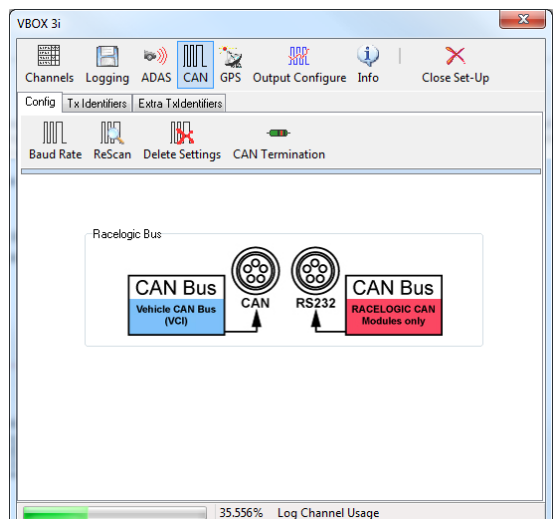 VBOX 3i
Channels Logging ADAS CAN GPS Output Configure Info Close Set-Up
Config Tx Identifiers Extra TxIdentifiers
Baud Rate ReScan Delete Settings CAN Termination
Racelogic Bus
CAN Bus
Vehicle CAN Bus
(VCI)
CAN
RS232
CAN Bus
RACELOGIC CAN
Modules only
35.556% Log Channel Usage